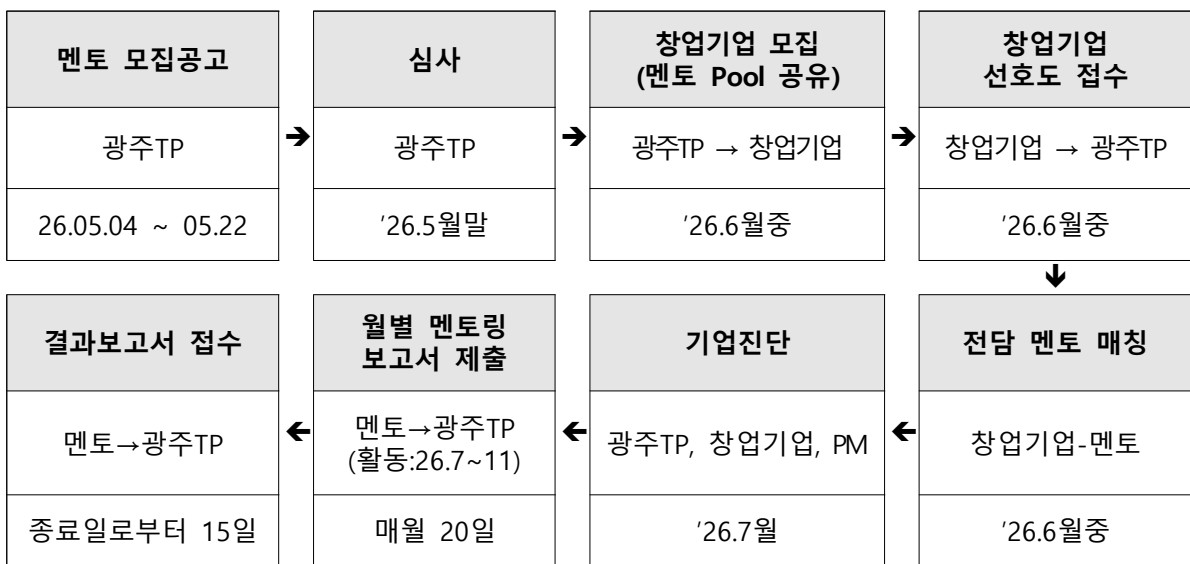 멘토 모집공고
광주TP
26.05.04 ~ 05.22
➔
심사
광주TP
'26.5월말
➔
창업기업 모집
(멘토 Pool 공유)
광주TP → 창업기업
'26.6월중
➔
창업기업
선호도 접수
창업기업 → 광주TP
'26.6월중
🡻
전담 멘토 매칭
창업기업-멘토
'26.6월중
🡸
기업진단
광주TP, 창업기업, PM
'26.7월
🡸
월별 멘토링
보고서 제출
멘토→광주TP
(활동:26.7~11)
매월 20일
🡸
결과보고서 접수
멘토→광주TP
종료일로부터 15일